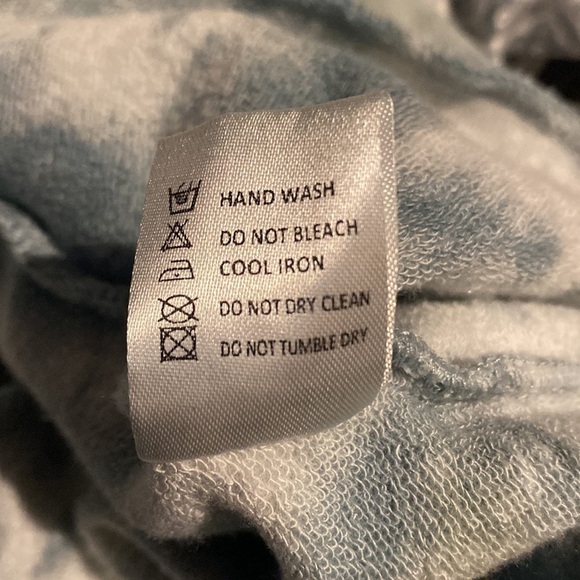 HAND WASH
DO NOT BLEACH
COOL IRON
DO NOT DRY CLEAN
DO NOT TUMBLE DRY